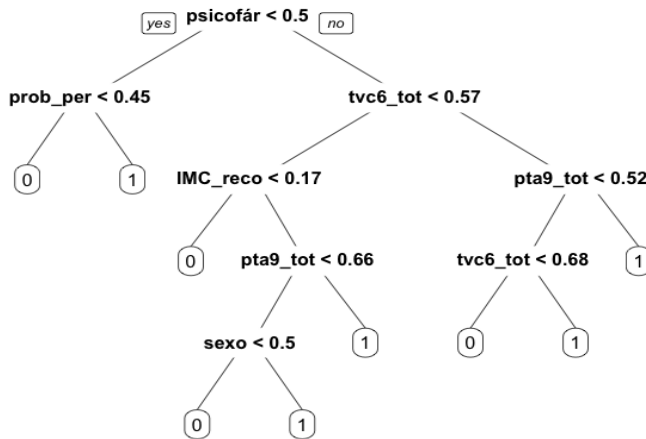 yes psicofár < 0.5 no
prob_per < 0.45 tvc6_tot < 0.57
0 1 IMC_reco < 0.17 pta9_tot < 0.52
0 pta9_tot < 0.66 tvc6_tot < 0.68 1
sexo < 0.5 1 0 1
0 1